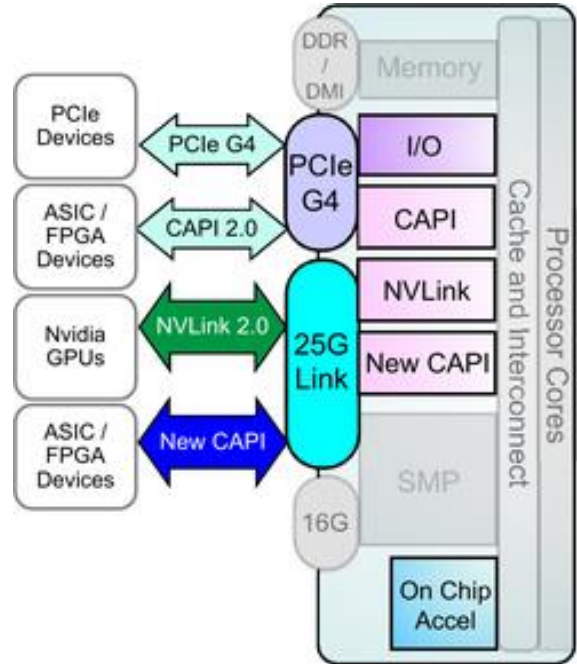 DDR
/
DMI
Memory
PCIe
Devices
PCIe G4
PCIe
G4
I/O
ASIC /
FPGA
Devices
CAPI 2.0
CAPI
Nvidia
GPUs
NVLink 2.0
25G
Link
NVLink
New CAPI
ASIC /
FPGA
Devices
New CAPI
SMP
16G
On Chip
Accel
Cache and Interconnect
Processor Cores